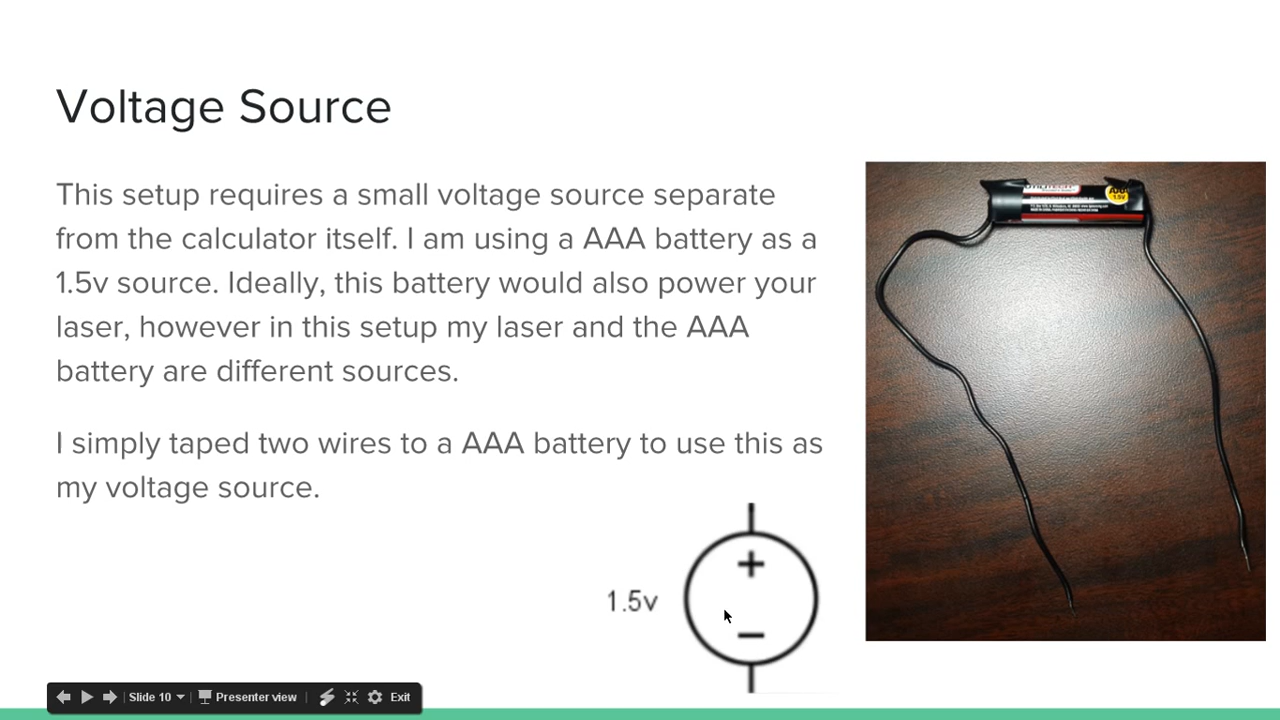 Voltage Source
This setup requires a small voltage source separate
from the calculator itself. I am using a AAA battery as a
1.5v source. Ideally, this battery would also power your
laser, however in this setup my laser and the AAA
battery are different sources.
I simply taped two wires to a AAA battery to use this as
my voltage source.
1.5v
+
−
1.5V
Slide 10
Presenter view
Exit